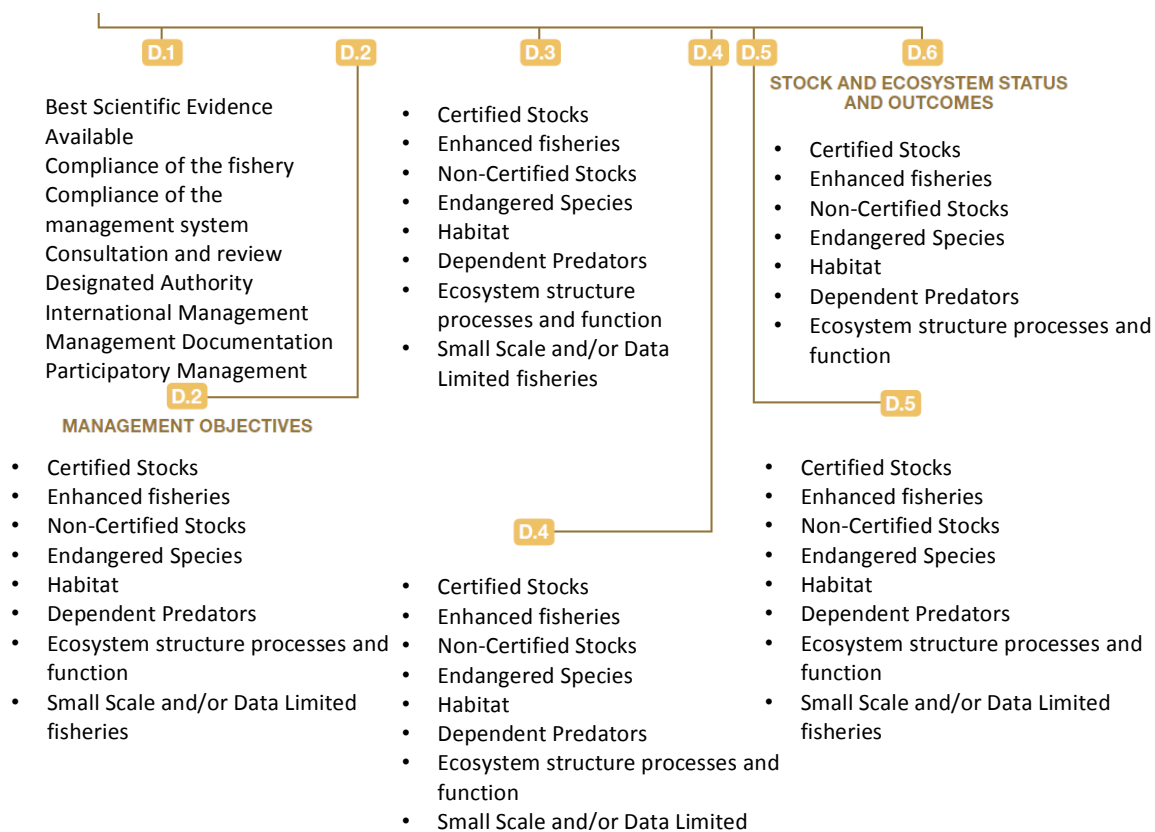 D.1
D.2
D.3
D.4
D.5
D.6
Best Scientific Evidence
Available
Compliance of the fishery
Compliance of the
management system
Consultation and review
Designated Authority
International Management
Management Documentation
Participatory Management
D.2
MANAGEMENT OBJECTIVES
• Certified Stocks
• Enhanced fisheries
• Non-Certified Stocks
• Endangered Species
• Habitat
• Dependent Predators
• Ecosystem structure processes and
function
• Small Scale and/or Data Limited
fisheries
• Certified Stocks
• Enhanced fisheries
• Non-Certified Stocks
• Endangered Species
• Habitat
• Dependent Predators
• Ecosystem structure
processes and function
• Small Scale and/or Data
Limited fisheries
D.4
• Certified Stocks
• Enhanced fisheries
• Non-Certified Stocks
• Endangered Species
• Habitat
• Dependent Predators
• Ecosystem structure processes and
function
• Small Scale and/or Data Limited
STOCK AND ECOSYSTEM STATUS
AND OUTCOMES
• Certified Stocks
• Enhanced fisheries
• Non-Certified Stocks
• Endangered Species
• Habitat
• Dependent Predators
• Ecosystem structure processes and
function
D.5
• Certified Stocks
• Enhanced fisheries
• Non-Certified Stocks
• Endangered Species
• Habitat
• Dependent Predators
• Ecosystem structure processes and
function
• Small Scale and/or Data Limited
fisheries